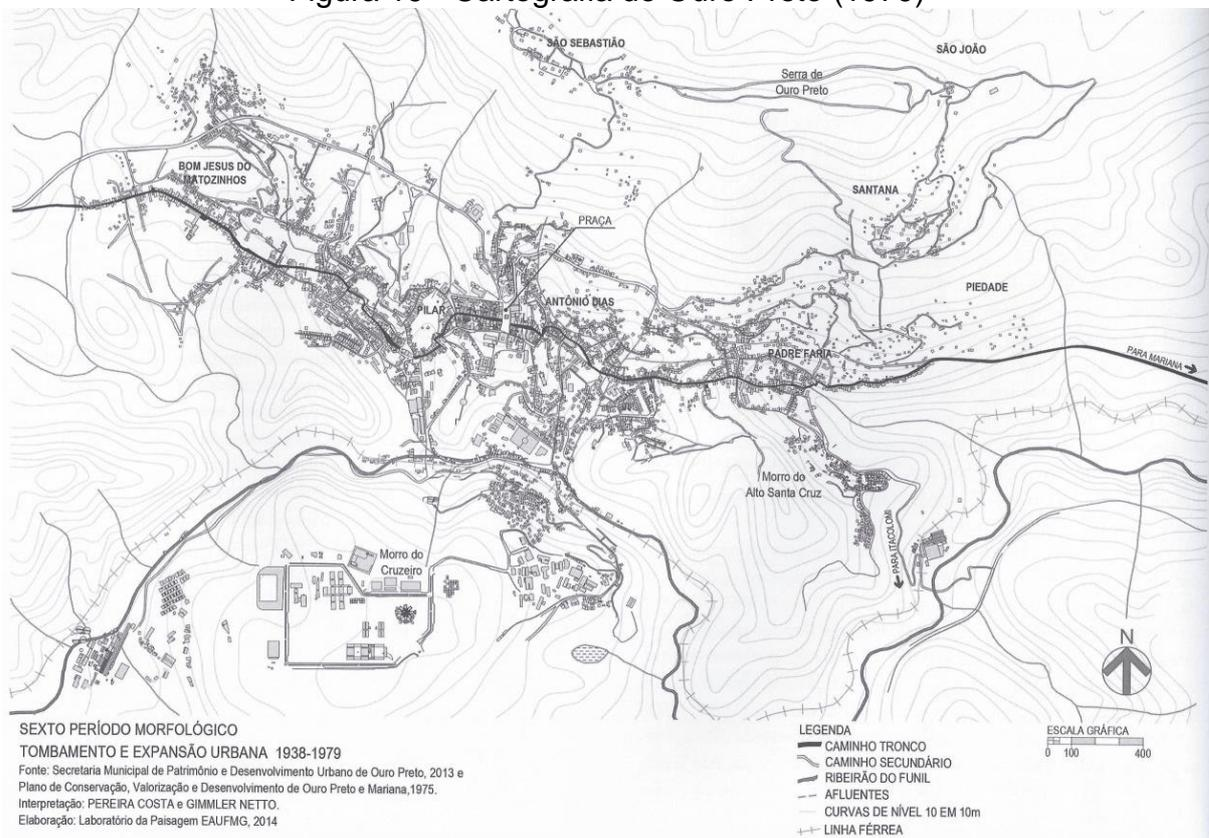 SÃO SEBASTIÃO
SÃO JOÃO
Serra de
Ouro Preto
BOM JESUS DO
MATOZINHOS
SANTANA
PRAÇA
PIEDADE
PILAR
ANTÔNIO DIAS
PADRE FARIA
PARA MARIANA
Morro do
Alto Santa Cruz
PARA ITACOLOMI
Morro do
Cruzeiro
N
SEXTO PERÍODO MORFOLÓGICO
TOMBAMENTO E EXPANSÃO URBANA 1938-1979
Fonte: Secretaria Municipal de Patrimônio e Desenvolvimento Urbano de Ouro Preto, 2013 e
Plano de Conservação, Valorização e Desenvolvimento de Ouro Preto e Mariana,1975.
Interpretação: PEREIRA COSTA e GIMMLER NETTO.
Elaboração: Laboratório da Paisagem EAUFMG, 2014
LEGENDA
CAMINHO TRONCO
CAMINHO SECUNDÁRIO
RIBEIRÃO DO FUNIL
AFLUENTES
CURVAS DE NÍVEL 10 EM 10m
LINHA FÉRREA
ESCALA GRÁFICA
0 100 400